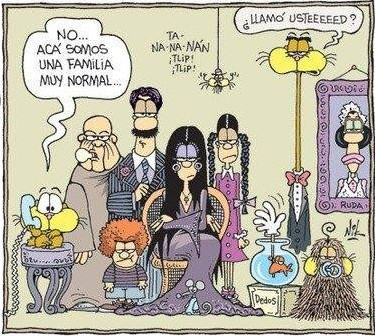 NO...
ACÁ SOMOS
UNA FAMILIA
MUY NORMAL...
TA-
NA-NA-NÁN
¡TLIP!
¡TLIP!
¿LLAMÓ USTEEEEED?
RUDA
Nik
Dedos